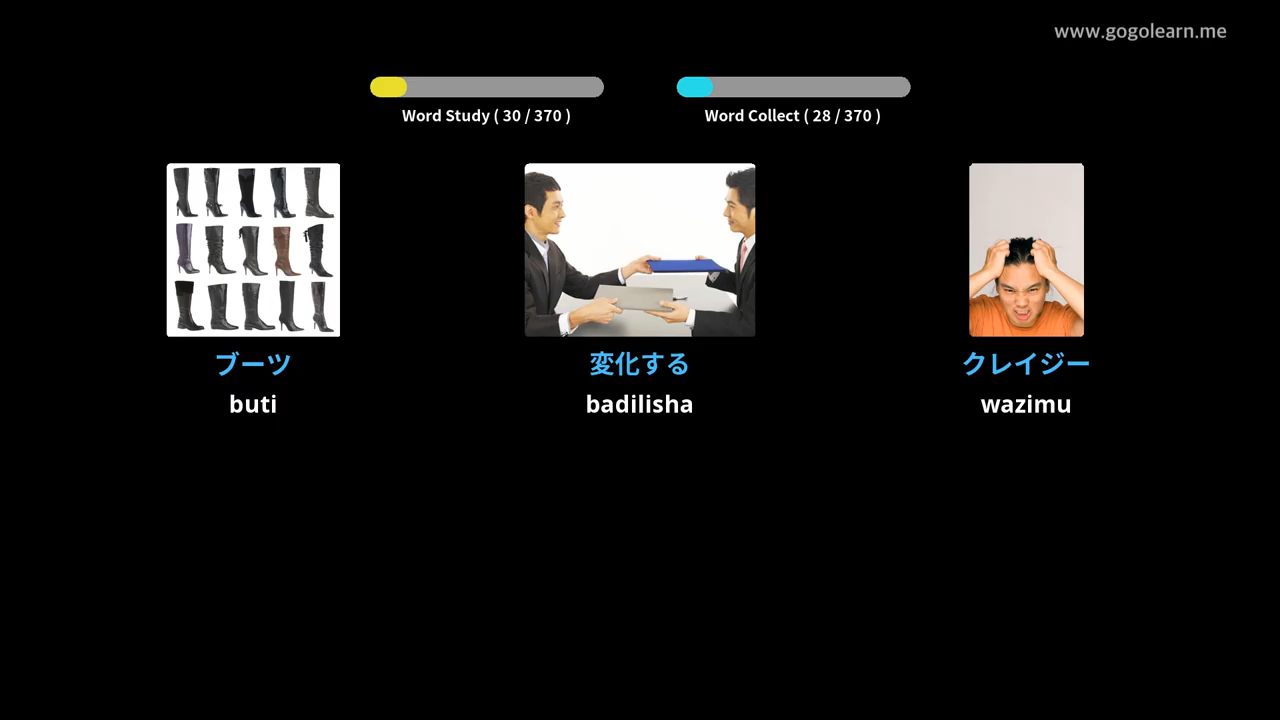 www.gogolearn.me
Word Study ( 30 / 370 )
Word Collect ( 28 / 370 )
ブーツ
変化する
クレイジー
buti
badilisha
wazimu